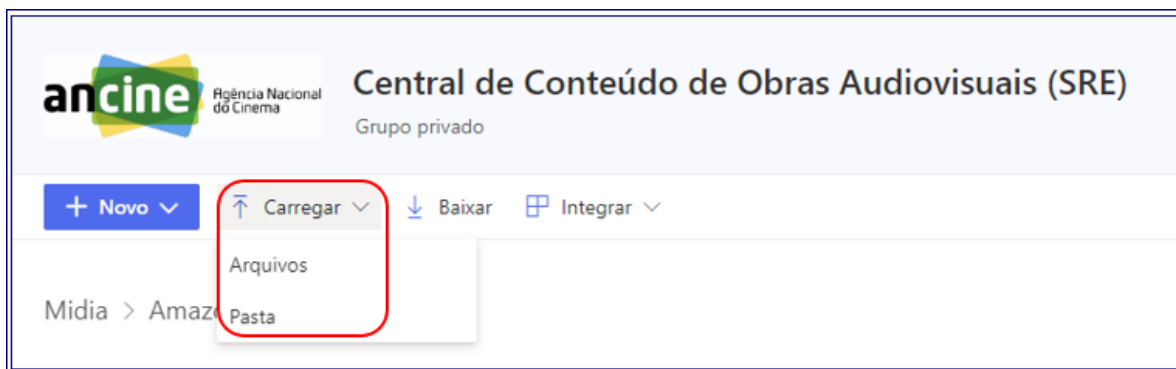 ancine Agência Nacional
do Cinema
Central de Conteúdo de Obras Audiovisuais (SRE)
Grupo privado
Novo Carregar Baixar Integrar
Arquivos
Midia > Amazo
Pasta